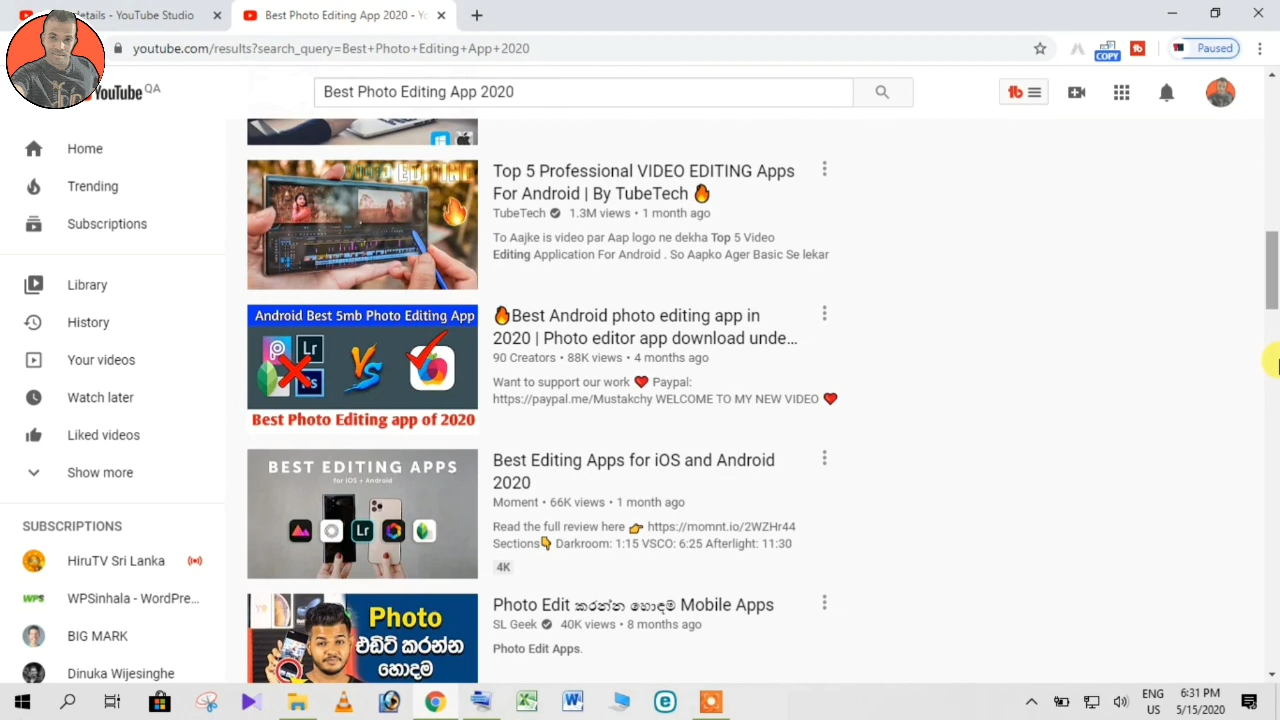 details - YouTube Studio
Best Photo Editing App 2020 - Yo
youtube.com/results?search_query=Best+Photo+Editing+App+2020
COPY
Paused
YouTube QA
Best Photo Editing App 2020
Home
Trending
Subscriptions
Library
History
Your videos
Watch later
Liked videos
Show more
SUBSCRIPTIONS
HiruTV Sri Lanka
WPS WPSinhala - WordPre...
BIG MARK
Dinuka Wijesinghe
Top 5 Professional VIDEO EDITING Apps
For Android | By TubeTech 🔥
TubeTech 1.3M views • 1 month ago
To Aajke is video par Aap logo ne dekha Top 5 Video
Editing Application For Android . So Aapko Ager Basic Se lekar
Android Best 5mb Photo Editing App
Lr
VS
Ps
Best Photo Editing app of 2020
🔥Best Android photo editing app in
2020 | Photo editor app download unde...
90 Creators • 88K views • 4 months ago
Want to support our work ❤️ Paypal:
https://paypal.me/Mustakchy WELCOME TO MY NEW VIDEO ❤️
BEST EDITING APPS
for iOS + Android
Lr
Best Editing Apps for iOS and Android
2020
Moment • 66K views • 1 month ago
Read the full review here 👉 https://momnt.io/2WZHr44
Sections👇 Darkroom: 1:15 VSCO: 6:25 Afterlight: 11:30
4K
Photo
එඩිට් කරන්න
හොඳම
Photo Edit කරන්න හොඳම Mobile Apps
SL Geek 40K views • 8 months ago
Photo Edit Apps.
ENG
US
6:31 PM
5/15/2020